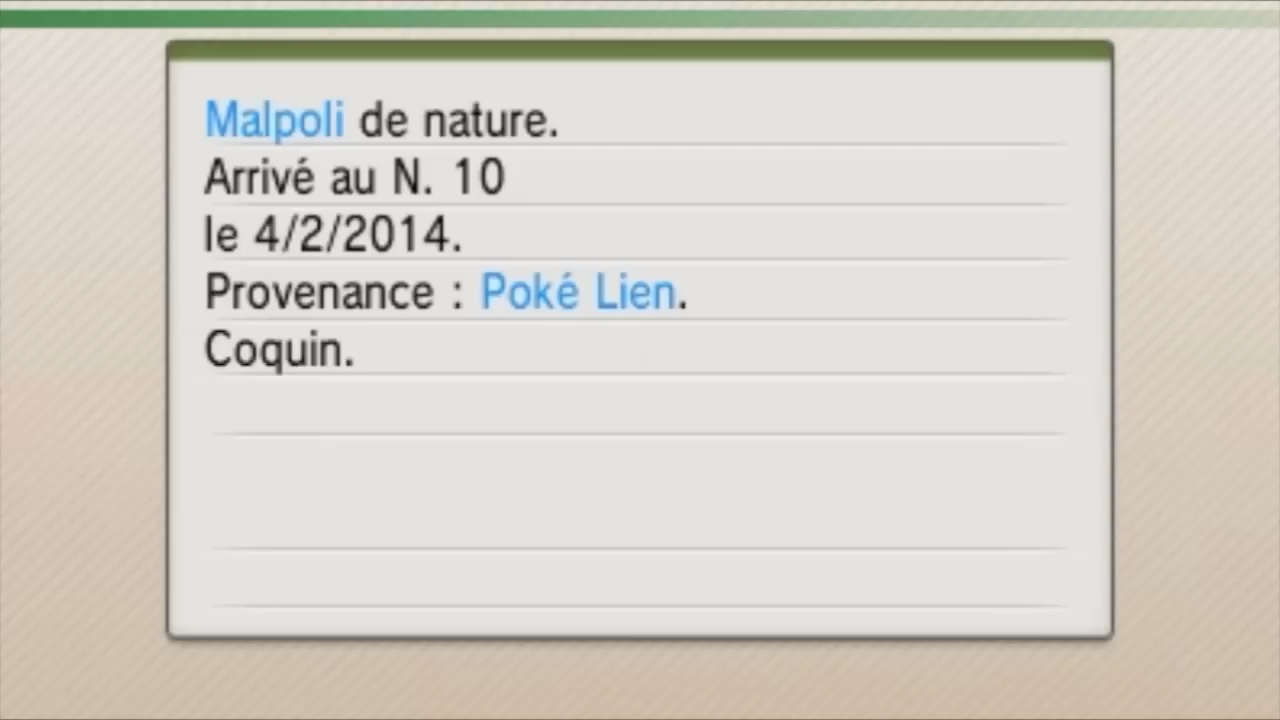 Malpoli de nature.
Arrivé au N. 10
le 4/2/2014.
Provenance : Poké Lien.
Coquin.